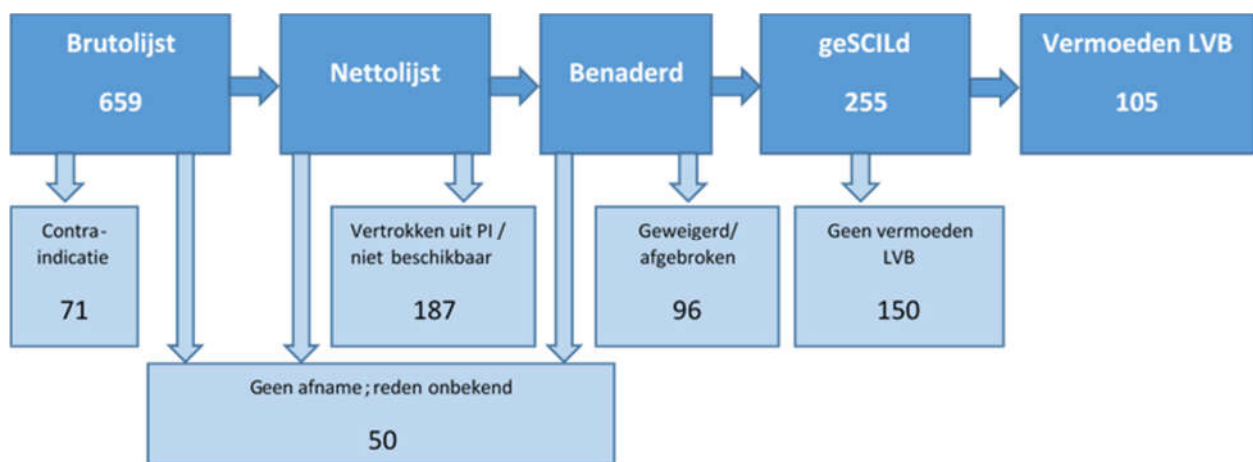 Brutolijst
659
Nettolijst
Benaderd
geSCILd
255
Vermoeden LVB
105
Contra-
indicatie
71
Vertrokken uit PI /
niet beschikbaar
187
Geweigerd/
afgebroken
96
Geen vermoeden
LVB
150
Geen afname; reden onbekend
50